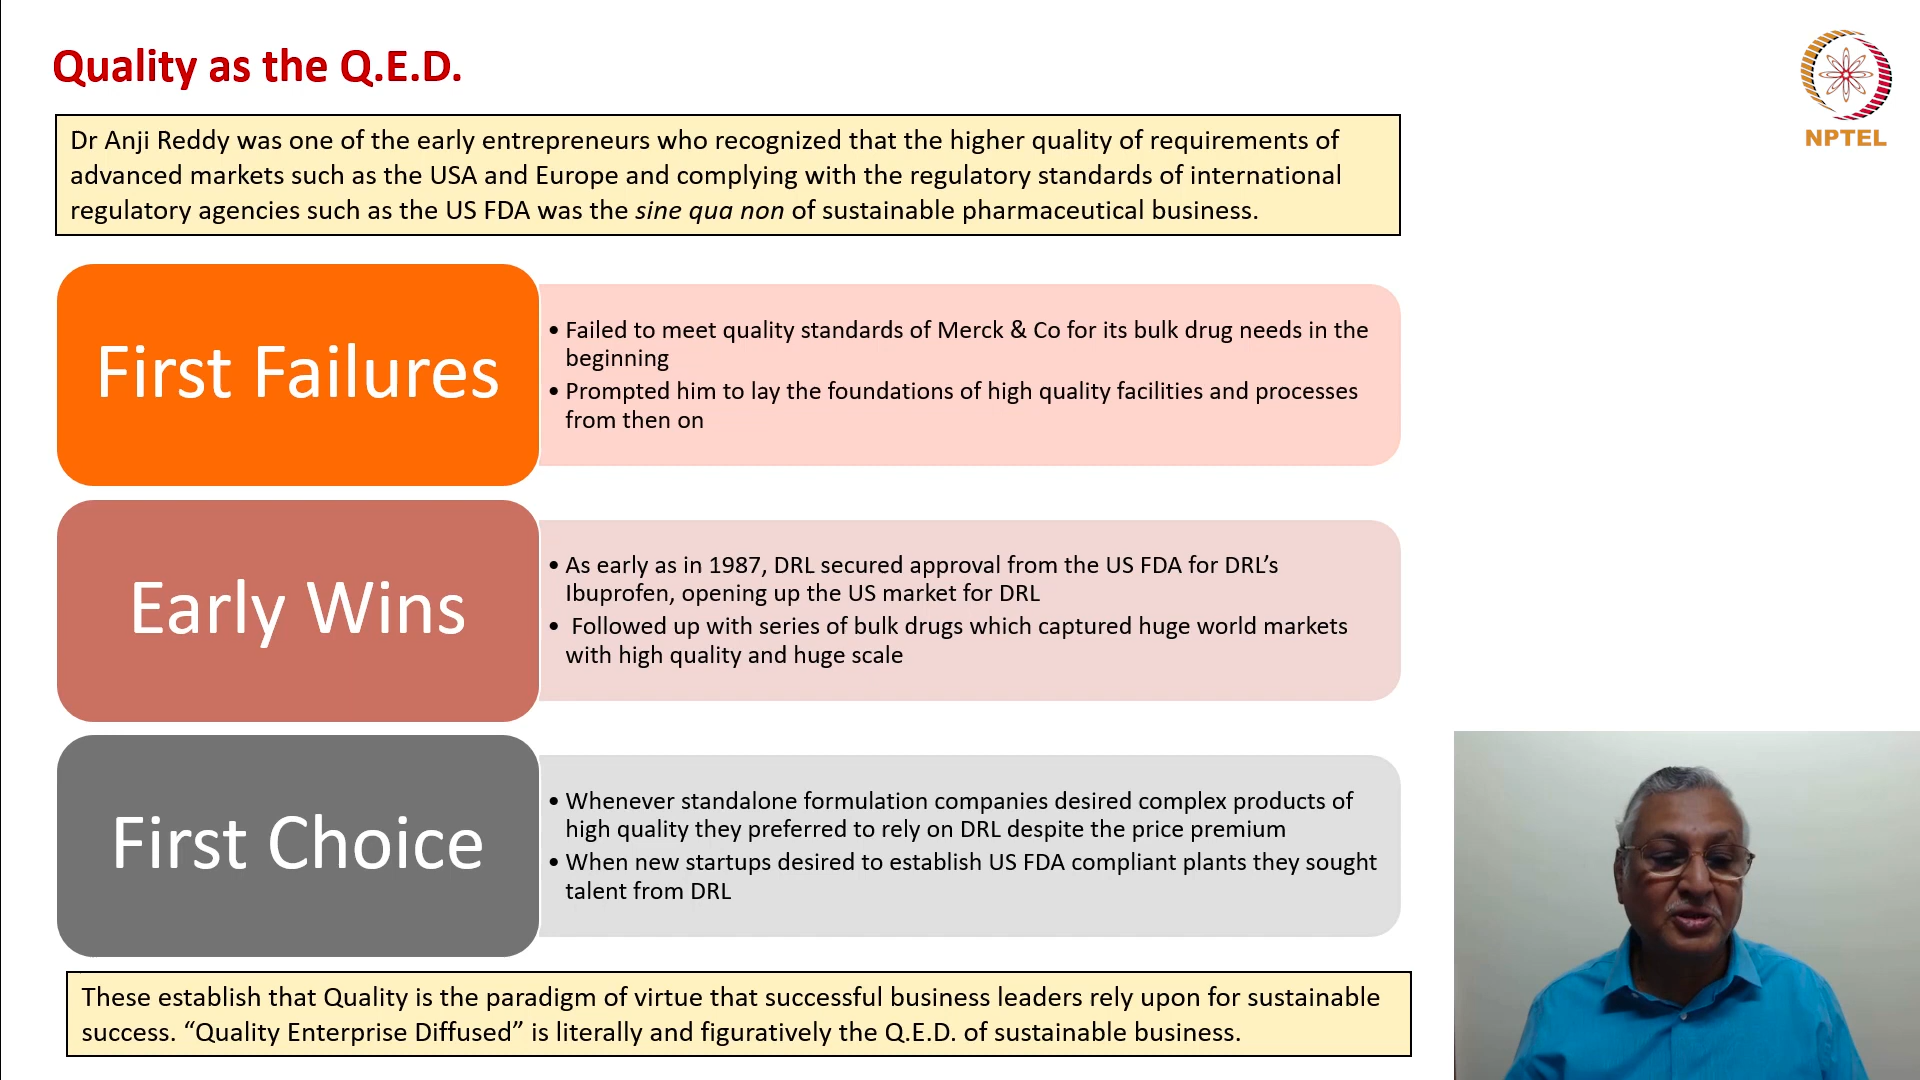 Quality as the Q.E.D.
NPTEL
Dr Anji Reddy was one of the early entrepreneurs who recognized that the higher quality of requirements of
advanced markets such as the USA and Europe and complying with the regulatory standards of international
regulatory agencies such as the US FDA was the sine qua non of sustainable pharmaceutical business.
First Failures
• Failed to meet quality standards of Merck & Co for its bulk drug needs in the
beginning
• Prompted him to lay the foundations of high quality facilities and processes
from then on
Early Wins
• As early as in 1987, DRL secured approval from the US FDA for DRL’s
Ibuprofen, opening up the US market for DRL
• Followed up with series of bulk drugs which captured huge world markets
with high quality and huge scale
First Choice
• Whenever standalone formulation companies desired complex products of
high quality they preferred to rely on DRL despite the price premium
• When new startups desired to establish US FDA compliant plants they sought
talent from DRL
These establish that Quality is the paradigm of virtue that successful business leaders rely upon for sustainable
success. “Quality Enterprise Diffused” is literally and figuratively the Q.E.D. of sustainable business.